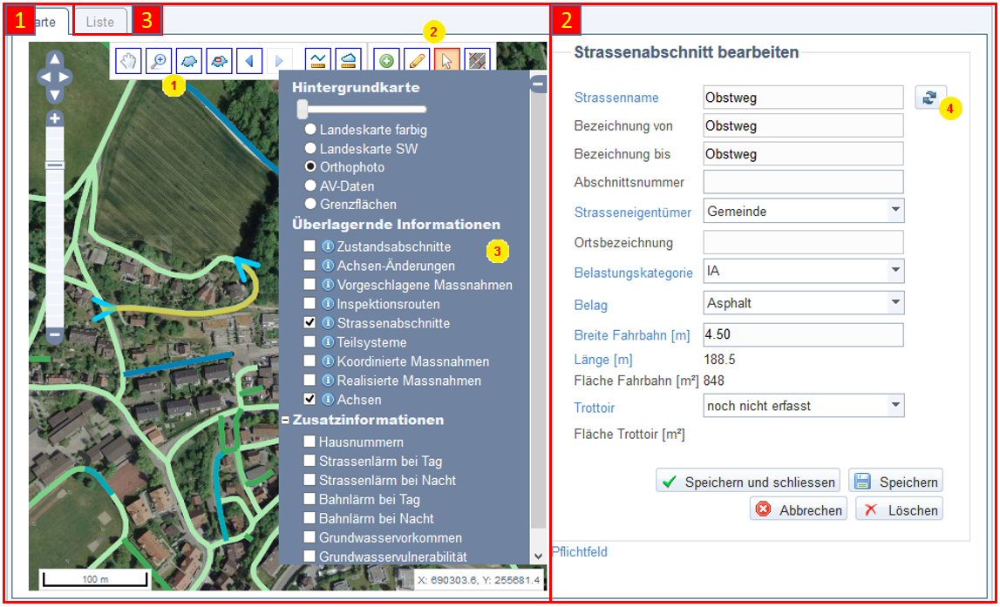 1
arte
Liste
3
2
1
2
Hintergrundkarte
Landeskarte farbig
Landeskarte SW
Orthophoto
AV-Daten
Grenzflächen
Überlagernde Informationen
Zustandsabschnitte
3
Achsen-Änderungen
Vorgeschlagene Massnahmen
Inspektionsrouten
Strassenabschnitte
Teilsysteme
Koordinierte Massnahmen
Realisierte Massnahmen
Achsen
Zusatzinformationen
Hausnummern
Strassenlärm bei Tag
Strassenlärm bei Nacht
Bahnlärm bei Tag
Bahnlärm bei Nacht
Grundwasservorkommen
Grundwasservulnerabilität
100 m
X: 690303.6, Y: 255681.4
Strassenabschnitt bearbeiten
Strassenname Obstweg
4
Bezeichnung von Obstweg
Bezeichnung bis Obstweg
Abschnittsnummer
Strasseneigentümer Gemeinde
Ortsbezeichnung
Belastungskategorie IA
Belag Asphalt
Breite Fahrbahn [m] 4.50
Länge [m] 188.5
Fläche Fahrbahn [m²] 848
Trottoir noch nicht erfasst
Fläche Trottoir [m²]
Speichern und schliessen Speichern
Abbrechen Löschen
Pflichtfeld